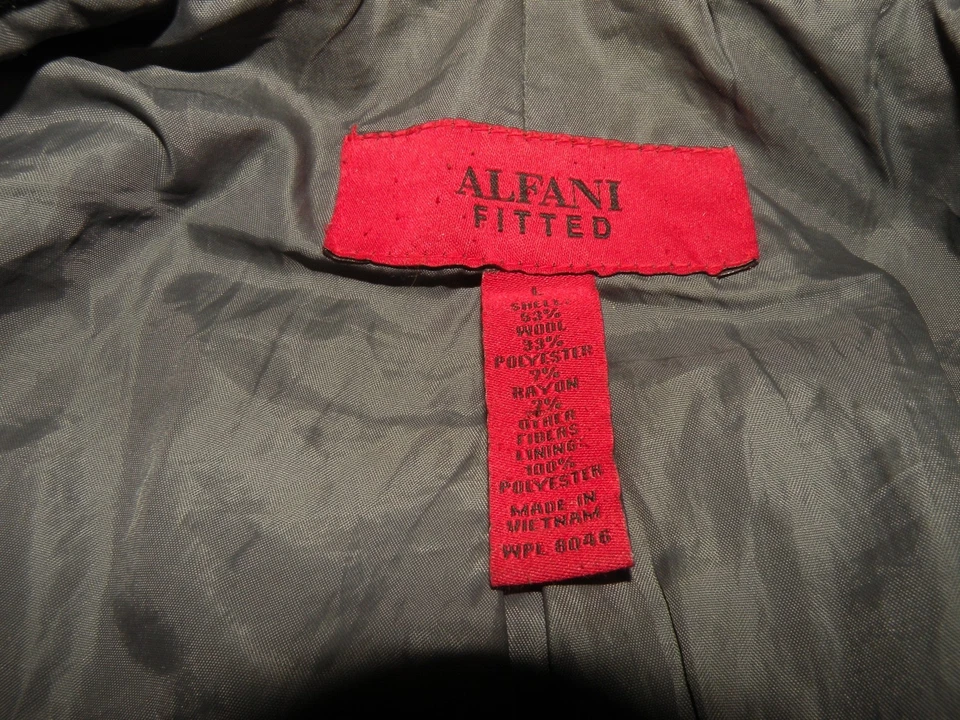 ALFANI
FITTED
L
SHELL:
63%
WOOL
33%
POLYESTER
2%
RAYON
2%
OTHER
FIBERS
LINING:
100%
POLYESTER
MADE IN
VIETNAM
WPL 8046